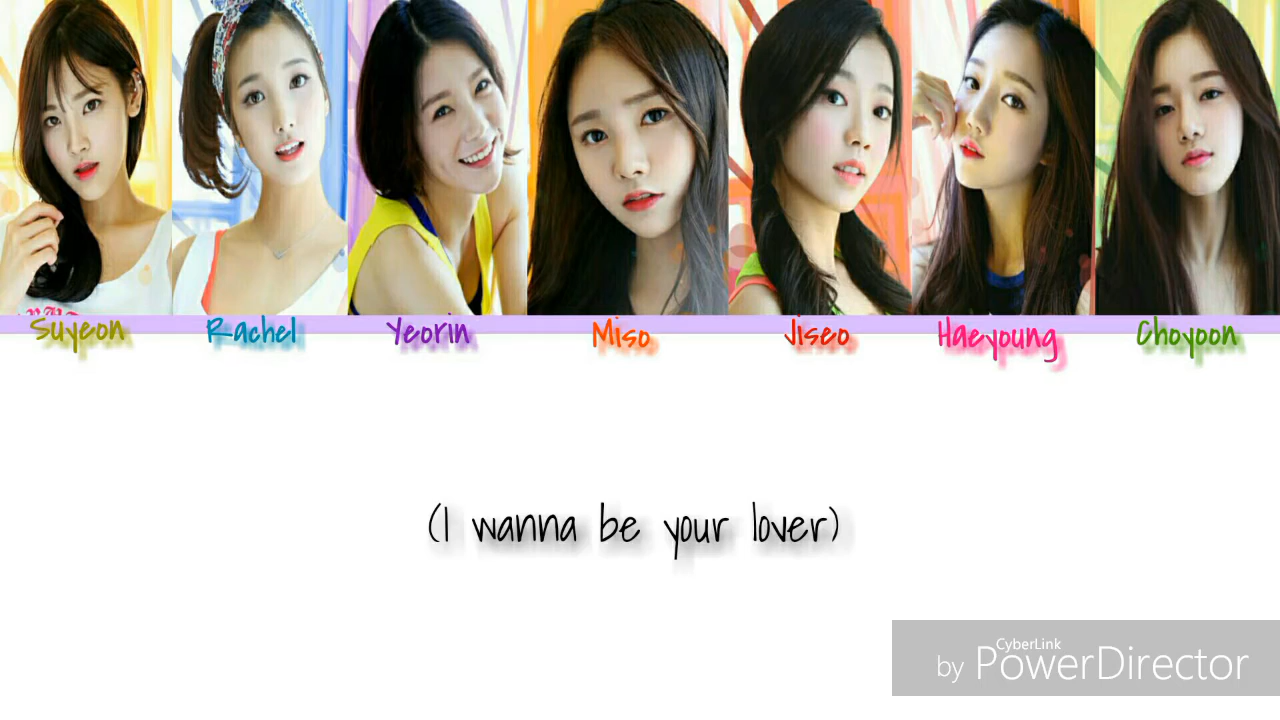 Suyeon Rachel Yeorin Miso Jiseo Haeyoung Choyoon
(I wanna be your lover)
CyberLink
by PowerDirector